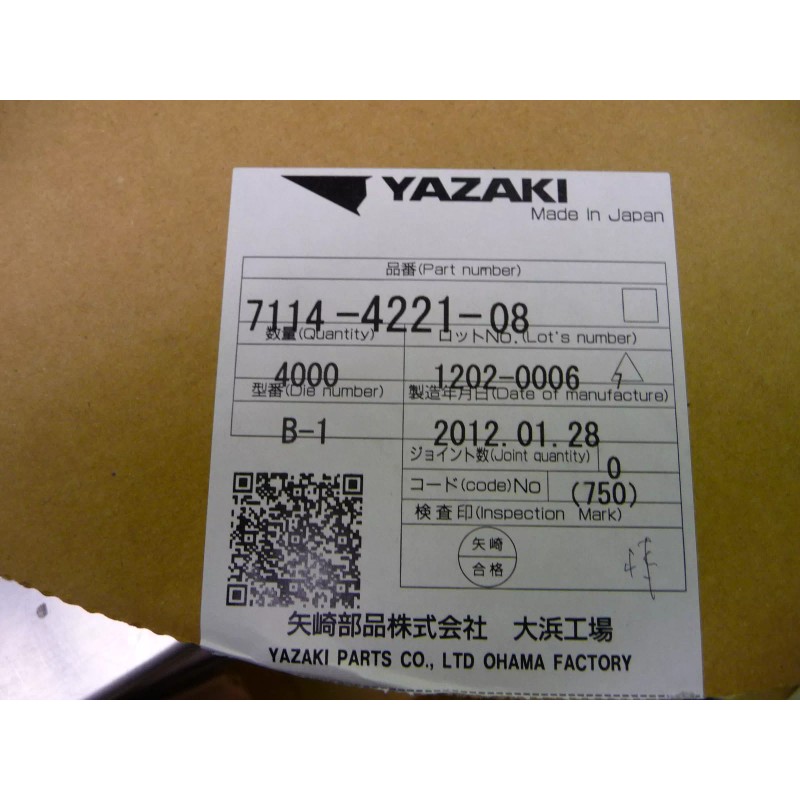 YAZAKI
Made In Japan
品番(Part number)
7114-4221-08
数量(Quantity) ロットNo.(Lot's number)
4000 1202-0006
型番(Die number) 製造年月日(Date of manufacture)
B-1 2012.01.28
ジョイント数(Joint quantity) 0
コード(code)No (750)
検査印(Inspection Mark)
矢崎
合格
矢崎部品株式会社 大浜工場
YAZAKI PARTS CO., LTD OHAMA FACTORY